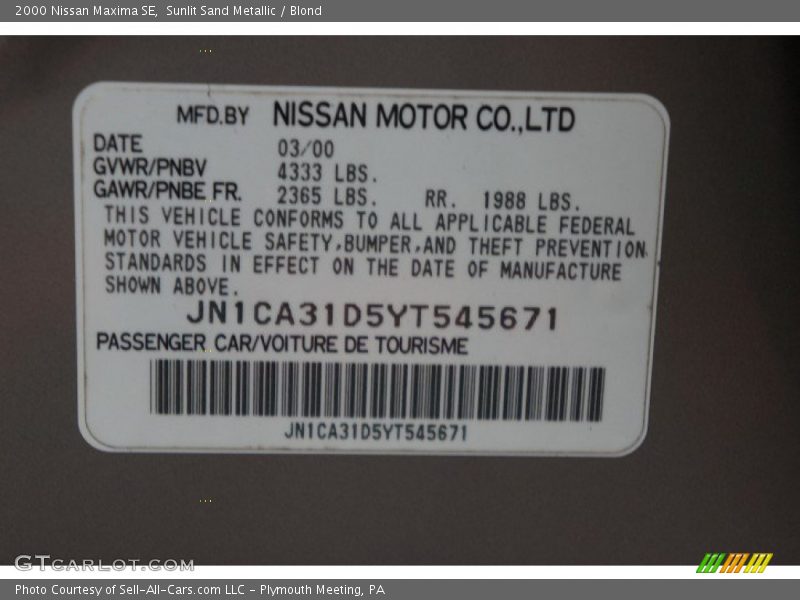 2000 Nissan Maxima SE,  Sunlit Sand Metallic / Blond
MFD.BY NISSAN MOTOR CO.,LTD
DATE 03/00
GVWR/PNBV 4333 LBS.
GAWR/PNBE FR. 2365 LBS. RR. 1988 LBS.
THIS VEHICLE CONFORMS TO ALL APPLICABLE FEDERAL
MOTOR VEHICLE SAFETY,BUMPER,AND THEFT PREVENTION
STANDARDS IN EFFECT ON THE DATE OF MANUFACTURE
SHOWN ABOVE.
JN1CA31D5YT545671
PASSENGER CAR/VOITURE DE TOURISME
JN1CA31D5YT545671
GTCARLOT.COM
Photo Courtesy of Sell-All-Cars.com LLC - Plymouth Meeting, PA